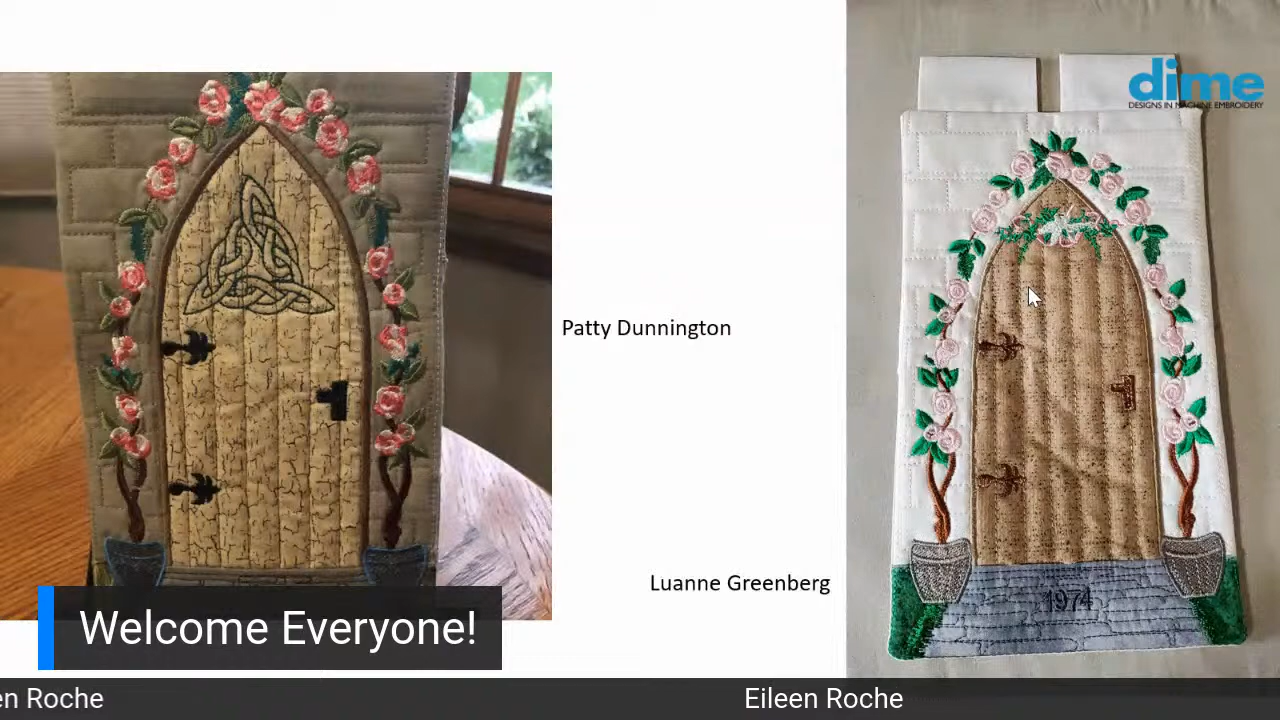 dime
DESIGNS IN MACHINE EMBROIDERY
Patty Dunnington
Luanne Greenberg
1974
Welcome Everyone!
en Roche
Eileen Roche